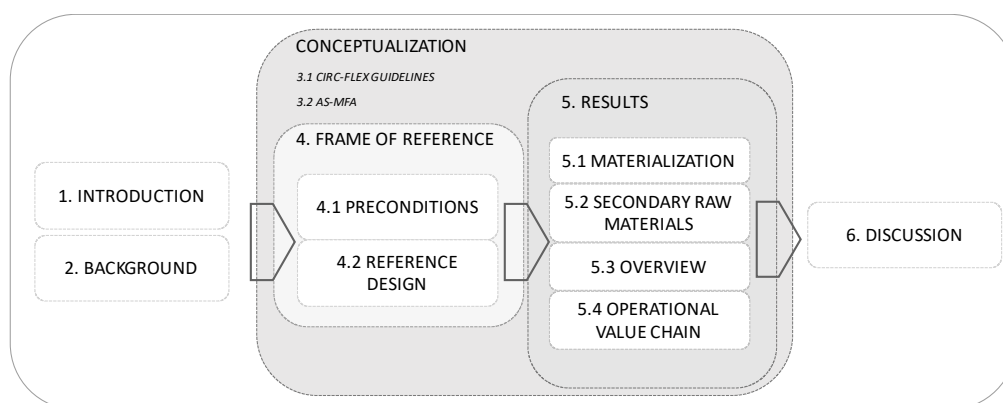 CONCEPTUALIZATION
3.1 CIRC-FLEX GUIDELINES
3.2 AS-MFA
1. INTRODUCTION
2. BACKGROUND
4. FRAME OF REFERENCE
4.1 PRECONDITIONS
4.2 REFERENCE
DESIGN
5. RESULTS
5.1 MATERIALIZATION
5.2 SECONDARY RAW
MATERIALS
5.3 OVERVIEW
5.4 OPERATIONAL
VALUE CHAIN
6. DISCUSSION